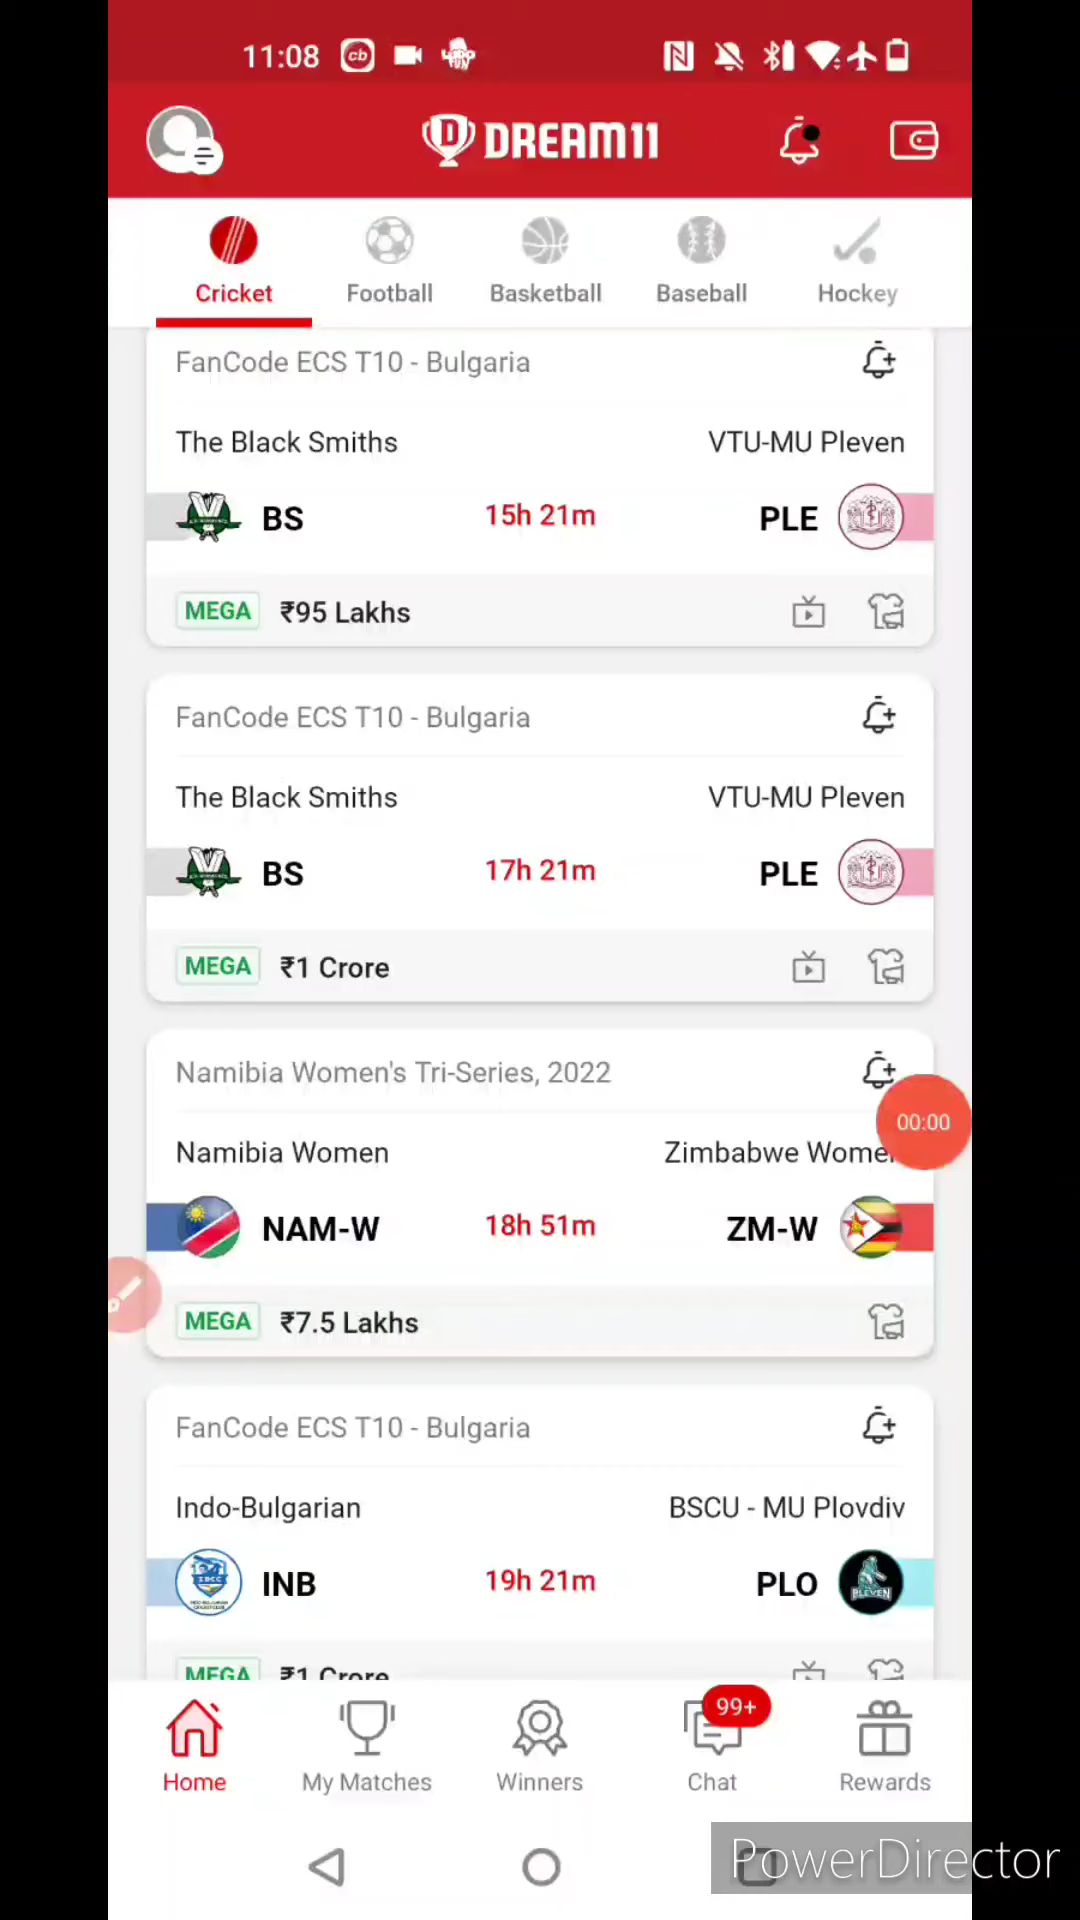 11:08
DREAM11
Cricket Football Basketball Baseball Hockey
FanCode ECS T10 - Bulgaria
The Black Smiths VTU-MU Pleven
BS 15h 21m PLE
MEGA ₹95 Lakhs
FanCode ECS T10 - Bulgaria
The Black Smiths VTU-MU Pleven
BS 17h 21m PLE
MEGA ₹1 Crore
Namibia Women's Tri-Series, 2022
00:00
Namibia Women Zimbabwe Wome
NAM-W 18h 51m ZM-W
MEGA ₹7.5 Lakhs
FanCode ECS T10 - Bulgaria
Indo-Bulgarian BSCU - MU Plovdiv
INB 19h 21m PLO
PLEVEN
MEGA ₹1 Crore
99+
Home My Matches Winners Chat Rewards
PowerDirector